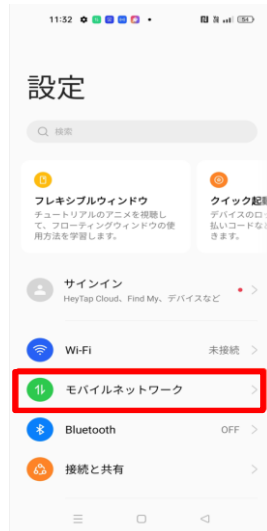 11:32
設定
検索
フレキシブルウィンドウ
チュートリアルのアニメを視聴し
て、フローティングウィンドウの使
用方法を学習します。
クイック起動
デバイスのロッ
払いコードな
きます。
サインイン
HeyTap Cloud、Find My、デバイスなど
Wi-Fi
未接続
モバイルネットワーク
Bluetooth
OFF
接続と共有